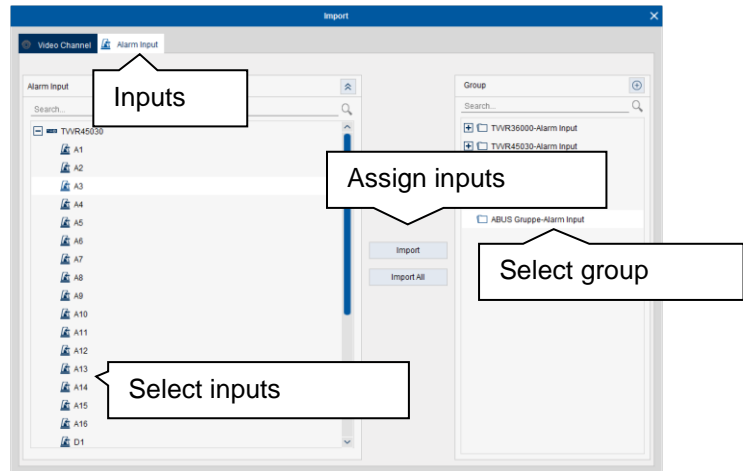 Import
Video Channel
Alarm Input
Inputs
Alarm Input
Search...
TVVR45030
A1
A2
A3
A4
A5
A6
A7
A8
A9
A10
A11
A12
A13
A14
A15
A16
D1
Select inputs
Assign inputs
Import
Import All
Group
Search...
TVVR36000-Alarm Input
TVVR45030-Alarm Input
ABUS Gruppe-Alarm Input
Select group